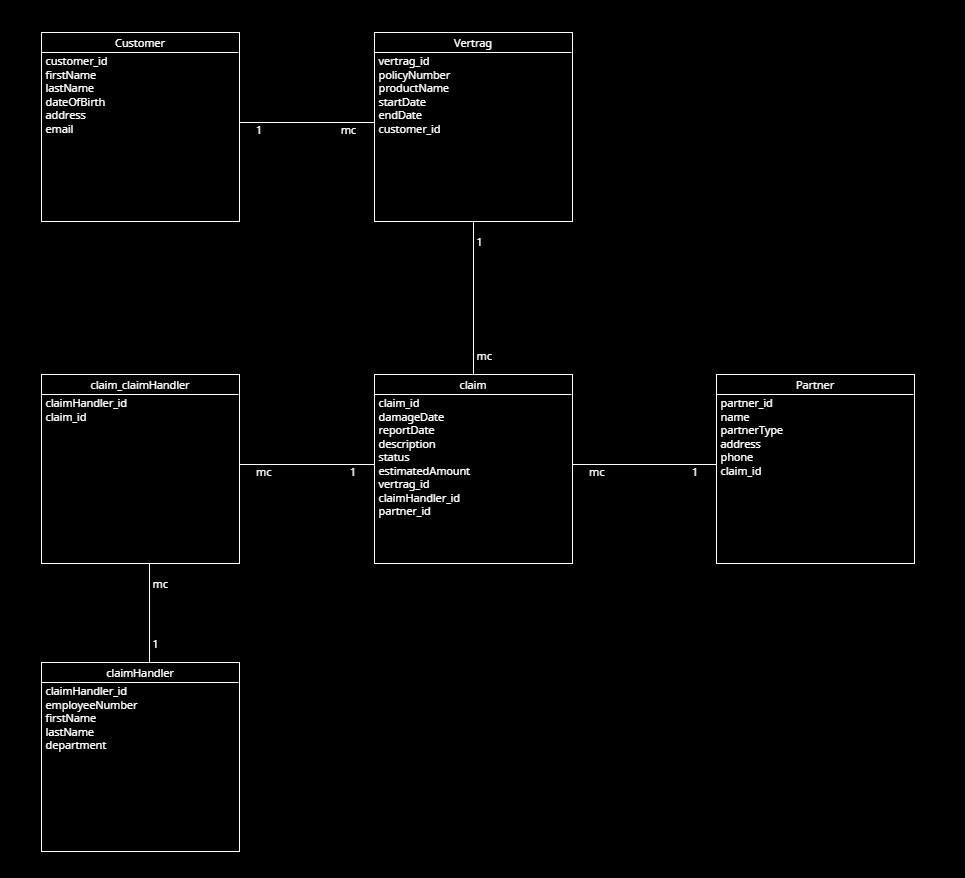 Customer
customer_id
firstName
lastName
dateOfBirth
address
email
1
mc
Vertrag
vertrag_id
policyNumber
productName
startDate
endDate
customer_id
1
mc
claim_claimHandler
claimHandler_id
claim_id
mc
1
claim
claim_id
damageDate
reportDate
description
status
estimatedAmount
vertrag_id
claimHandler_id
partner_id
mc
1
Partner
partner_id
name
partnerType
address
phone
claim_id
mc
1
claimHandler
claimHandler_id
employeeNumber
firstName
lastName
department